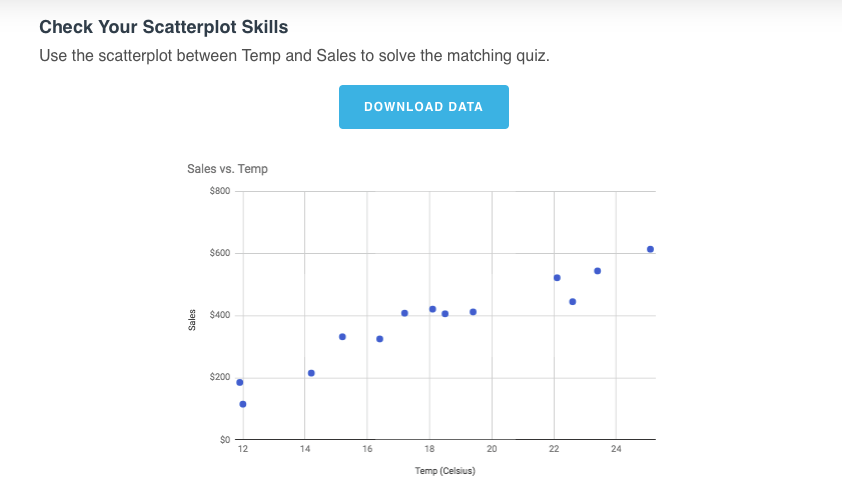 Check Your Scatterplot Skills
Use the scatterplot between Temp and Sales to solve the matching quiz.
DOWNLOAD DATA
Sales vs. Temp
$800
$600
$400
$200
$0
Sales
12 14 16 18 20 22 24
Temp (Celsius)